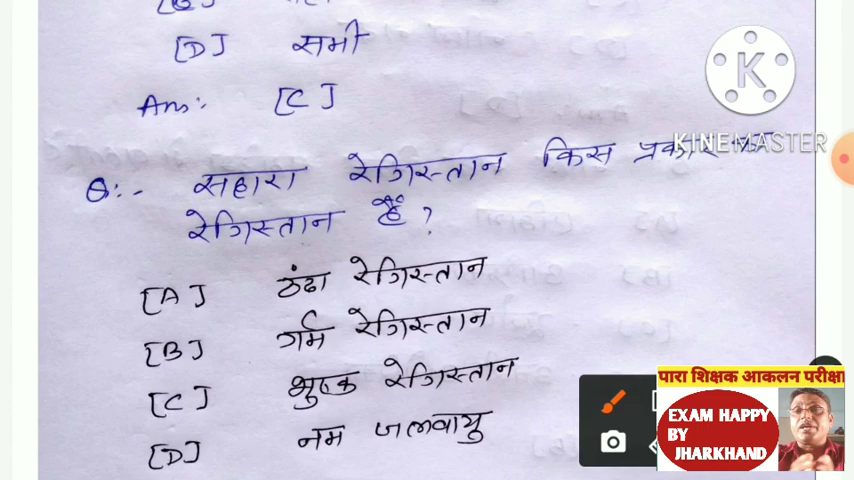 [D] सभी
Ans:- [C]
Q:- सहारा रेगिस्तान किस प्रकार का
रेगिस्तान हैं?
[A] ठंढा रेगिस्तान
[B] गर्म रेगिस्तान
[C] शुष्क रेगिस्तान
[D] नम जलवायु
KINEMASTER
पारा शिक्षक आकलन परीक्षा
EXAM HAPPY
BY
JHARKHAND